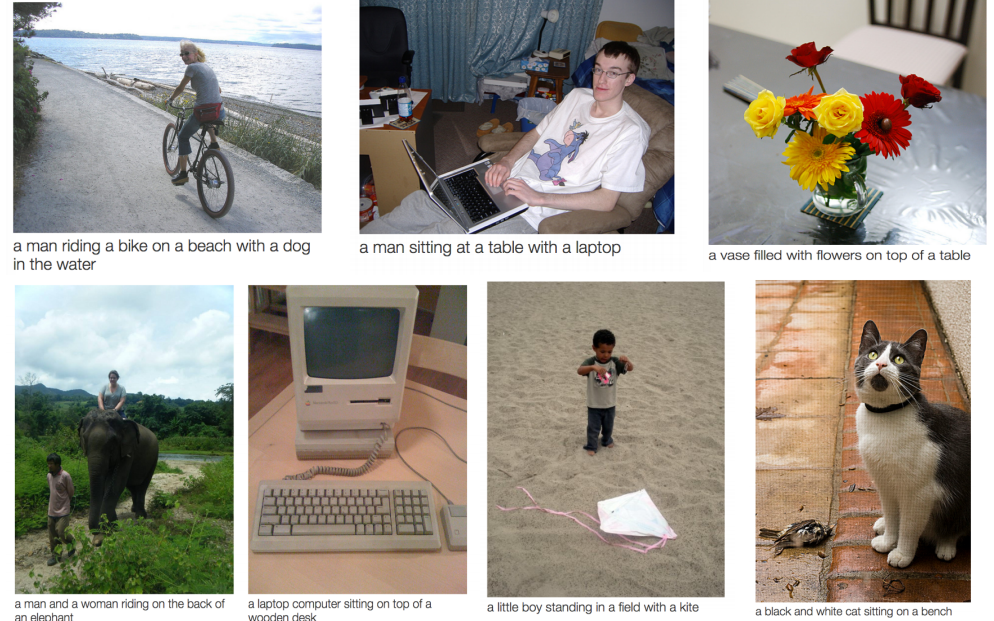 a man riding a bike on a beach with a dog
in the water
a man sitting at a table with a laptop
a vase filled with flowers on top of a table
a man and a woman riding on the back of
an elephant
a laptop computer sitting on top of a
wooden desk
a little boy standing in a field with a kite
a black and white cat sitting on a bench